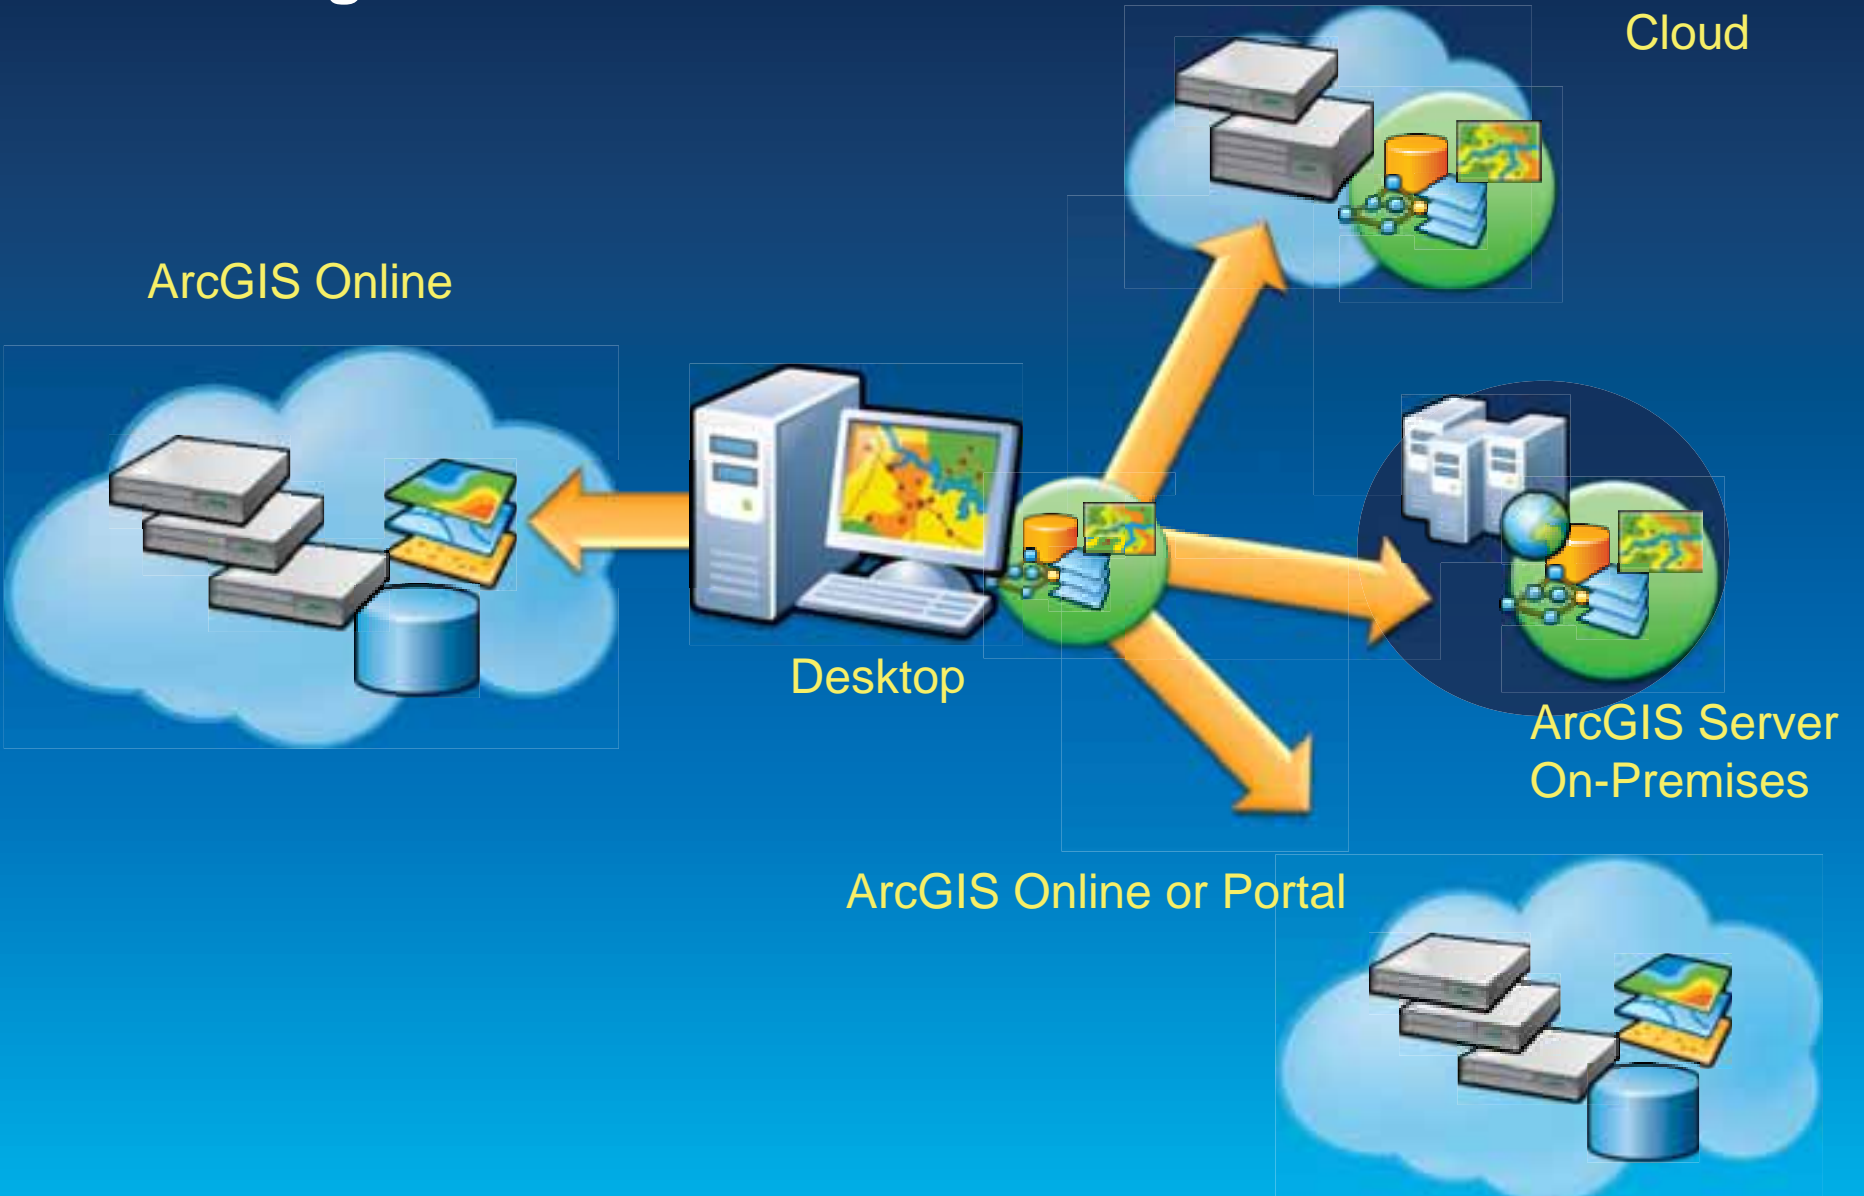 Cloud
ArcGIS Online
Desktop
ArcGIS Server
On-Premises
ArcGIS Online or Portal